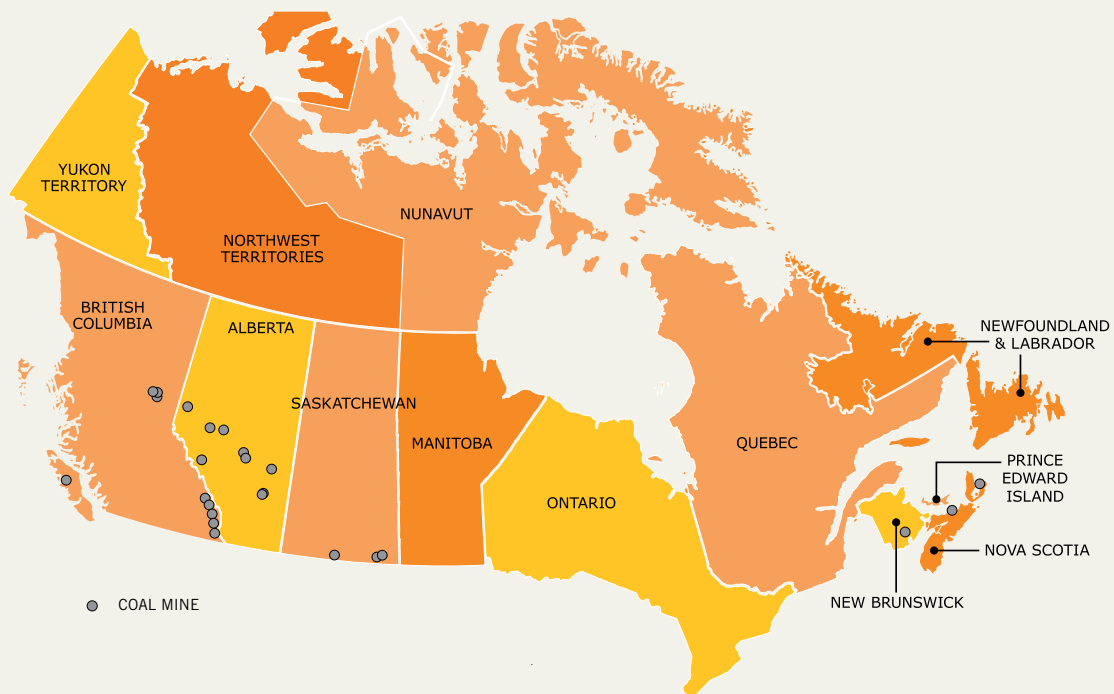 YUKON
TERRITORY
NORTHWEST
TERRITORIES
NUNAVUT
BRITISH
COLUMBIA
ALBERTA
SASKATCHEWAN
MANITOBA
ONTARIO
QUEBEC
NEWFOUNDLAND
& LABRADOR
PRINCE
EDWARD
ISLAND
NOVA SCOTIA
NEW BRUNSWICK
COAL MINE